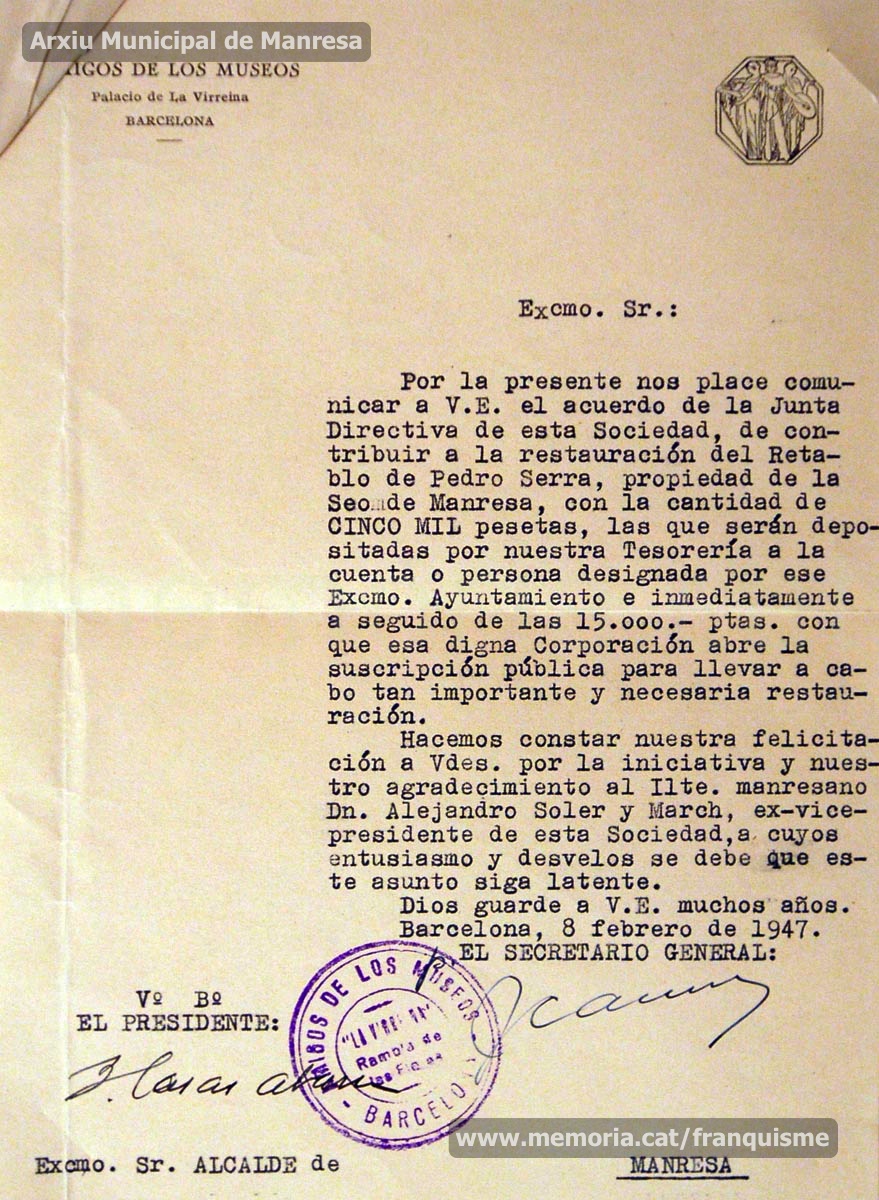 Arxiu Municipal de Manresa
IGOS DE LOS MUSEOS
Palacio de La Virreina
BARCELONA
Excmo. Sr.:
Por la presente nos place comu-
nicar a V.E. el acuerdo de la Junta
Directiva de esta Sociedad, de con-
tribuir a la restauración del Reta-
blo de Pedro Serra, propiedad de la
Seo de Manresa, con la cantidad de
CINCO MIL pesetas, las que serán depo-
sitadas por nuestra Tesorería a la
cuenta o persona designada por ese
Excmo. Ayuntamiento e inmediatamente
a seguido de las 15.000.- ptas. con
que esa digna Corporación abre la
suscripción pública para llevar a ca-
bo tan importante y necesaria restau-
ración.
Hacemos constar nuestra felicita-
ción a Vdes. por la iniciativa y nues-
tro agradecimiento al Ilte. manresano
Dn. Alejandro Soler y March, ex-vice-
presidente de esta Sociedad,a cuyos
entusiasmo y desvelos se debe que es-
te asunto siga latente.
Dios guarde a V.E. muchos años.
Barcelona, 8 febrero de 1947.
EL SECRETARIO GENERAL:
Vº Bº
EL PRESIDENTE:
AMIGOS DE LOS MUSEOS
Rambla de
- BARCELONA -
www.memoria.cat/franquisme
Excmo. Sr. ALCALDE de MANRESA